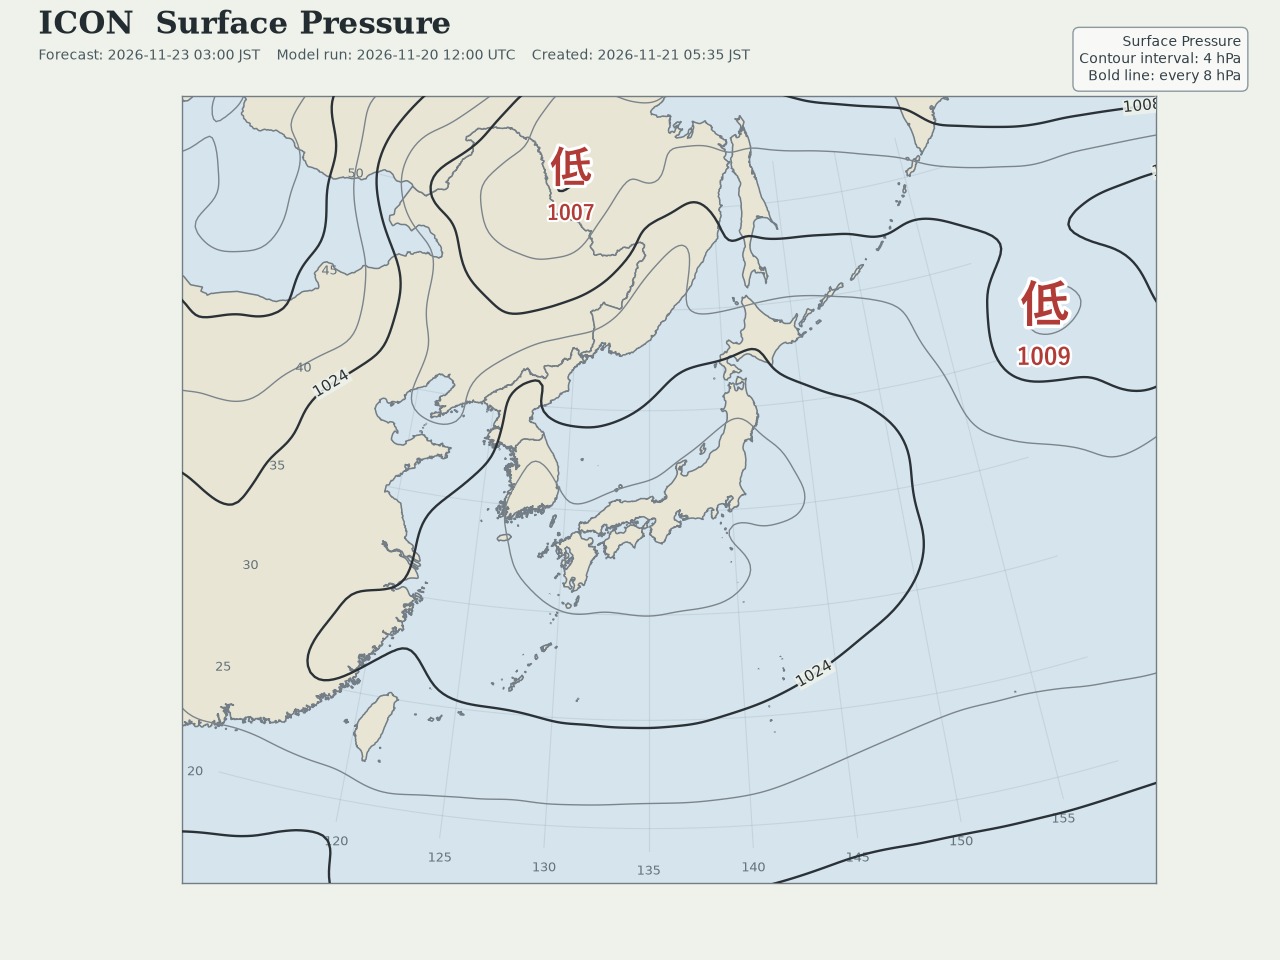 ICON  Surface Pressure
Forecast: 2026-11-23 03:00 JST    Model run: 2026-11-20 12:00 UTC    Created: 2026-11-21 05:35 JST
Surface Pressure
Contour interval: 4 hPa
Bold line: every 8 hPa
1008
50
低
1007
45
低
1009
40
1024
35
30
25
1024
20
120
125
130
135
140
145
150
155